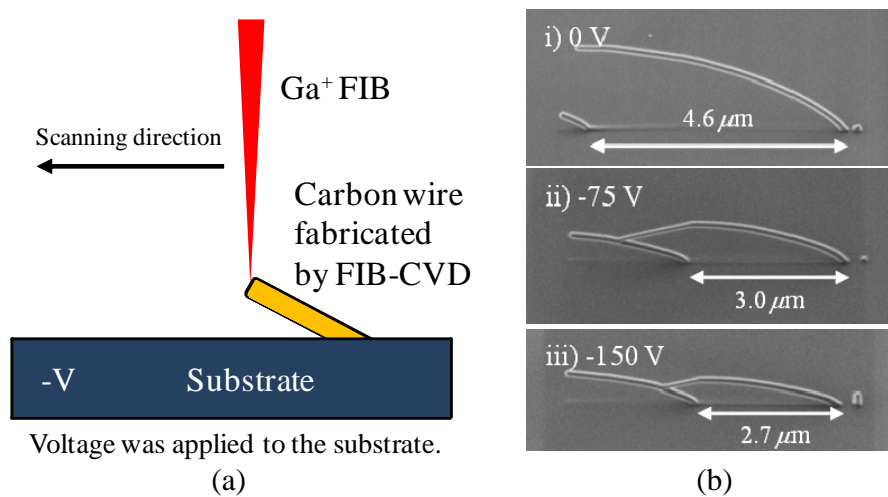 Ga⁺ FIB
Scanning direction
Carbon wire
fabricated
by FIB-CVD
-V Substrate
Voltage was applied to the substrate.
(a)
i) 0 V
4.6 μm
ii) -75 V
3.0 μm
iii) -150 V
2.7 μm
(b)